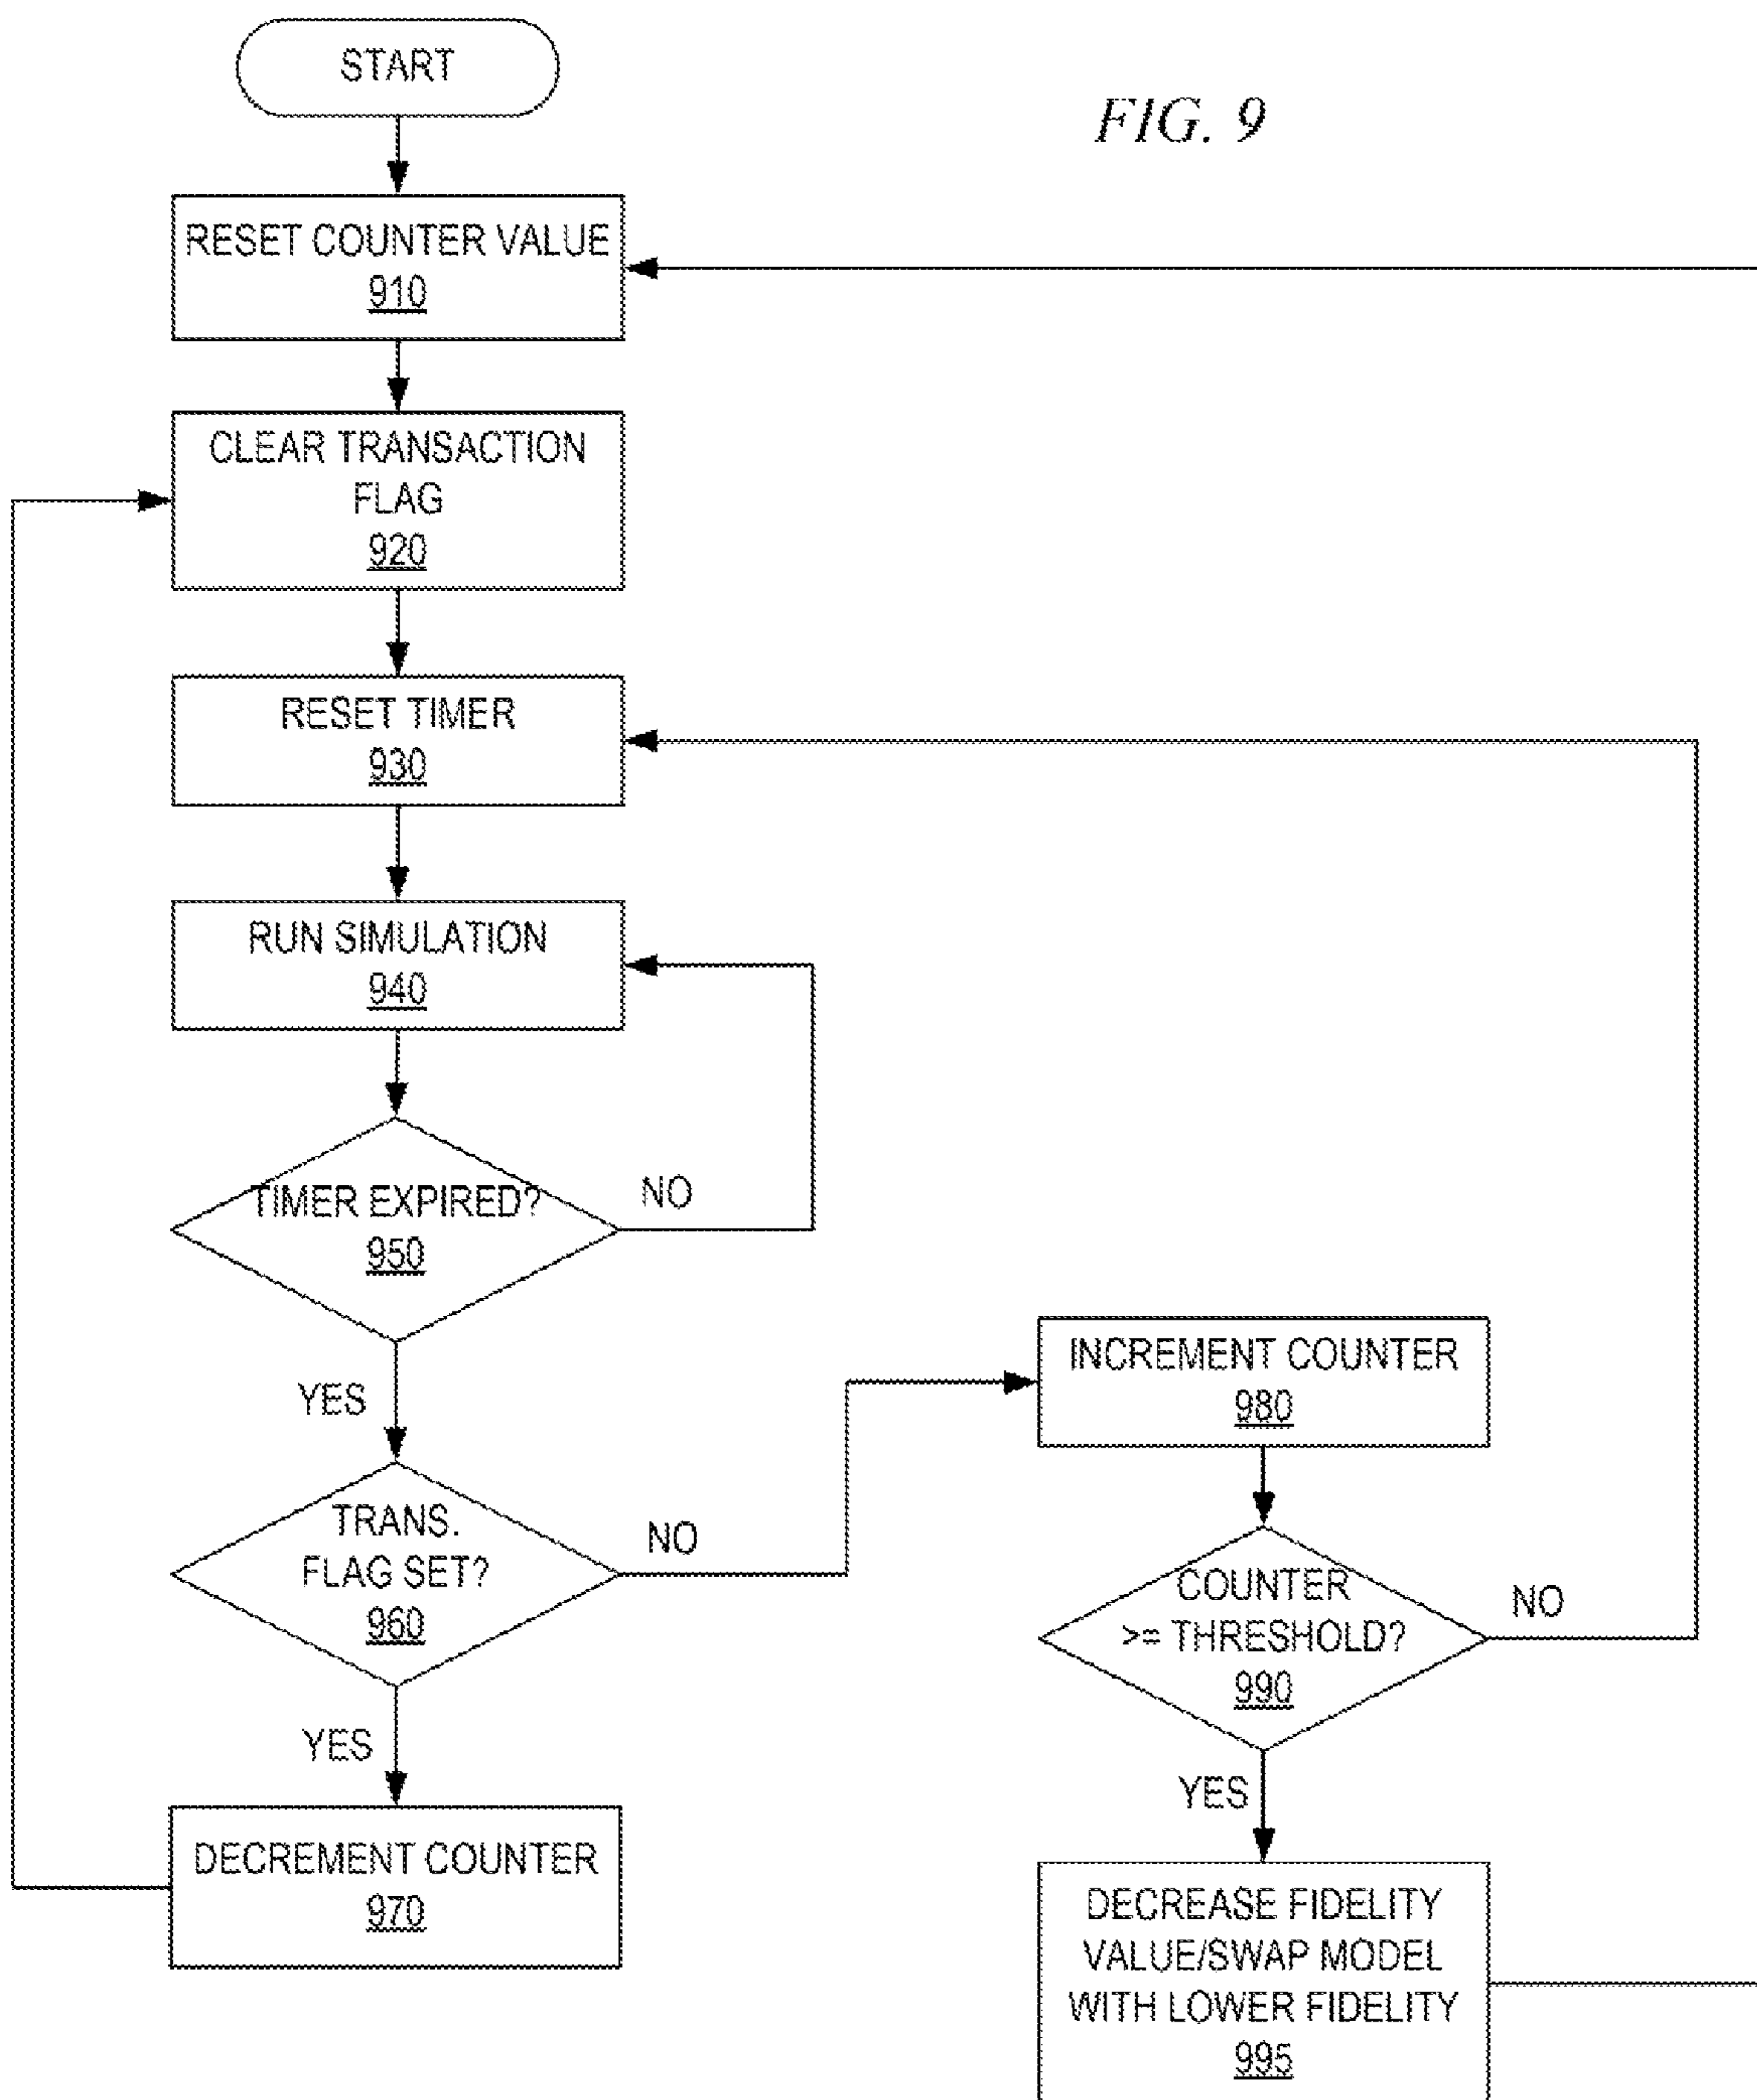 START
FIG. 9
RESET COUNTER VALUE
910
CLEAR TRANSACTION
FLAG
920
RESET TIMER
930
RUN SIMULATION
940
TIMER EXPIRED?
950
NO
YES
TRANS.
FLAG SET?
960
NO
YES
DECREMENT COUNTER
970
INCREMENT COUNTER
980
COUNTER
>= THRESHOLD?
990
NO
YES
DECREASE FIDELITY
VALUE/SWAP MODEL
WITH LOWER FIDELITY
995